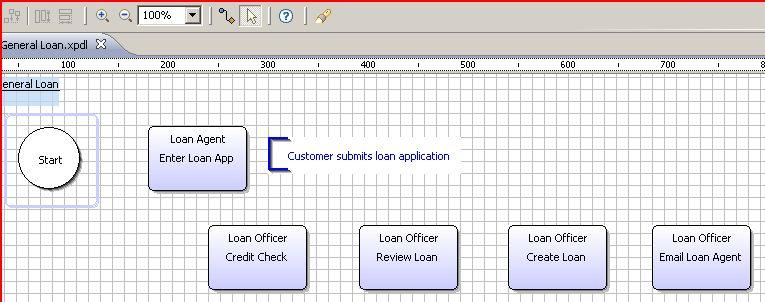 100%
General Loan.xpdl
100
200
300
400
500
600
700
eneral Loan
Start
Loan Agent
Enter Loan App
Customer submits loan application
Loan Officer
Credit Check
Loan Officer
Review Loan
Loan Officer
Create Loan
Loan Officer
Email Loan Agent